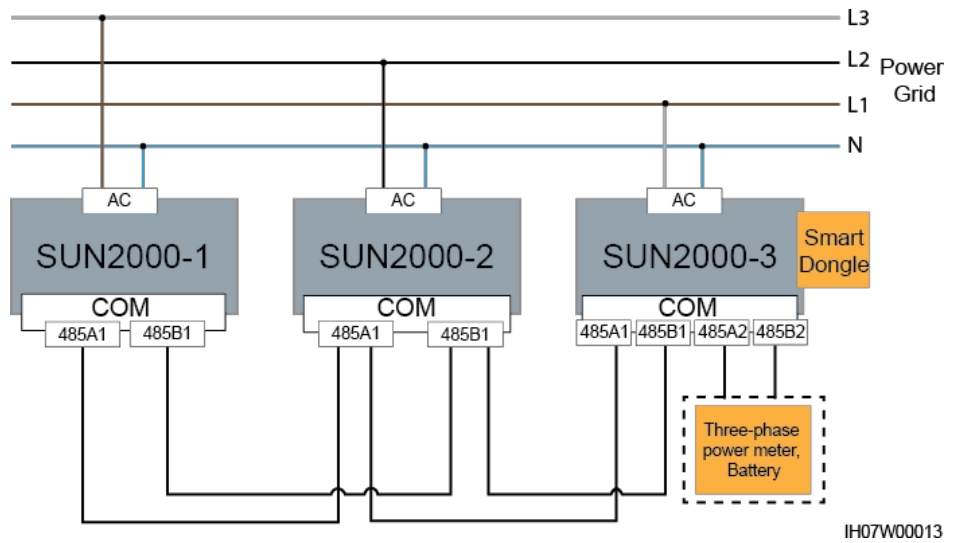 L3
L2
Power
Grid
L1
N
AC
AC
AC
SUN2000-1
SUN2000-2
SUN2000-3
Smart
Dongle
COM
COM
COM
485A1
485B1
485A1
485B1
485A1
485B1
485A2
485B2
Three-phase
power meter,
Battery
IH07W00013